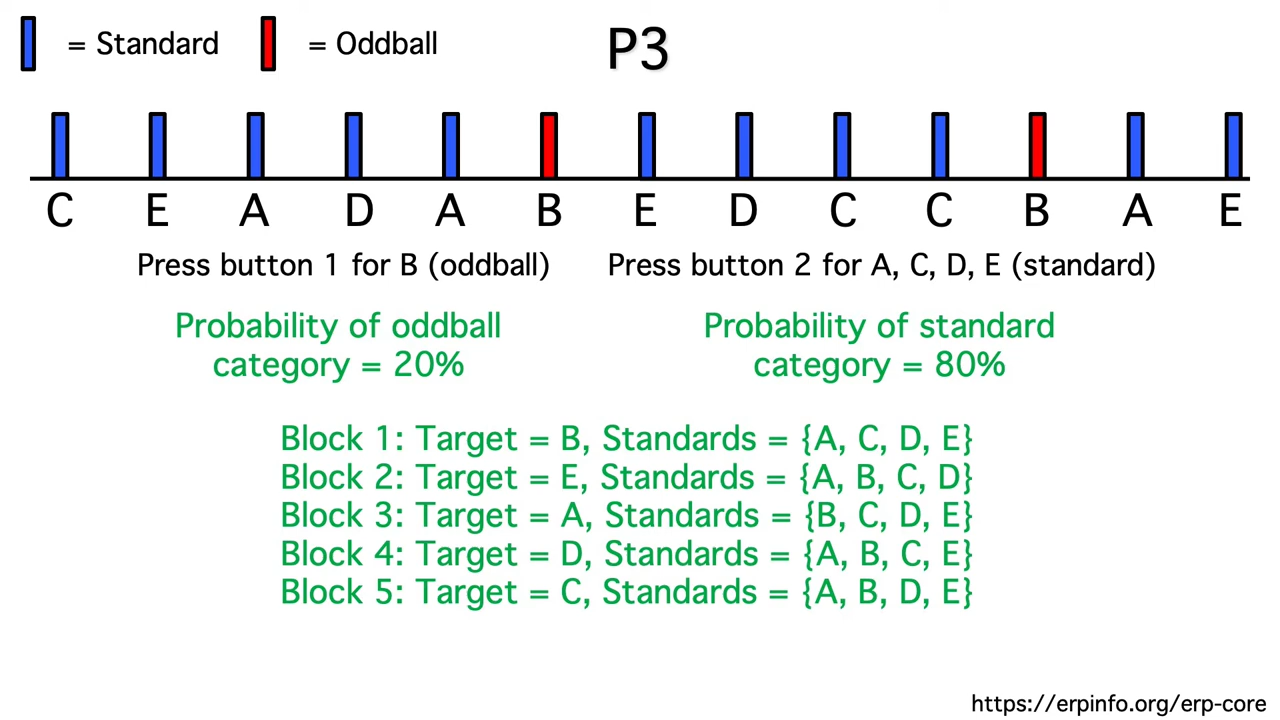 = Standard = Oddball P3
C E A D A B E D C C B A E
Press button 1 for B (oddball) Press button 2 for A, C, D, E (standard)
Probability of oddball
category = 20%
Probability of standard
category = 80%
Block 1: Target = B, Standards = {A, C, D, E}
Block 2: Target = E, Standards = {A, B, C, D}
Block 3: Target = A, Standards = {B, C, D, E}
Block 4: Target = D, Standards = {A, B, C, E}
Block 5: Target = C, Standards = {A, B, D, E}
https://erpinfo.org/erp-core